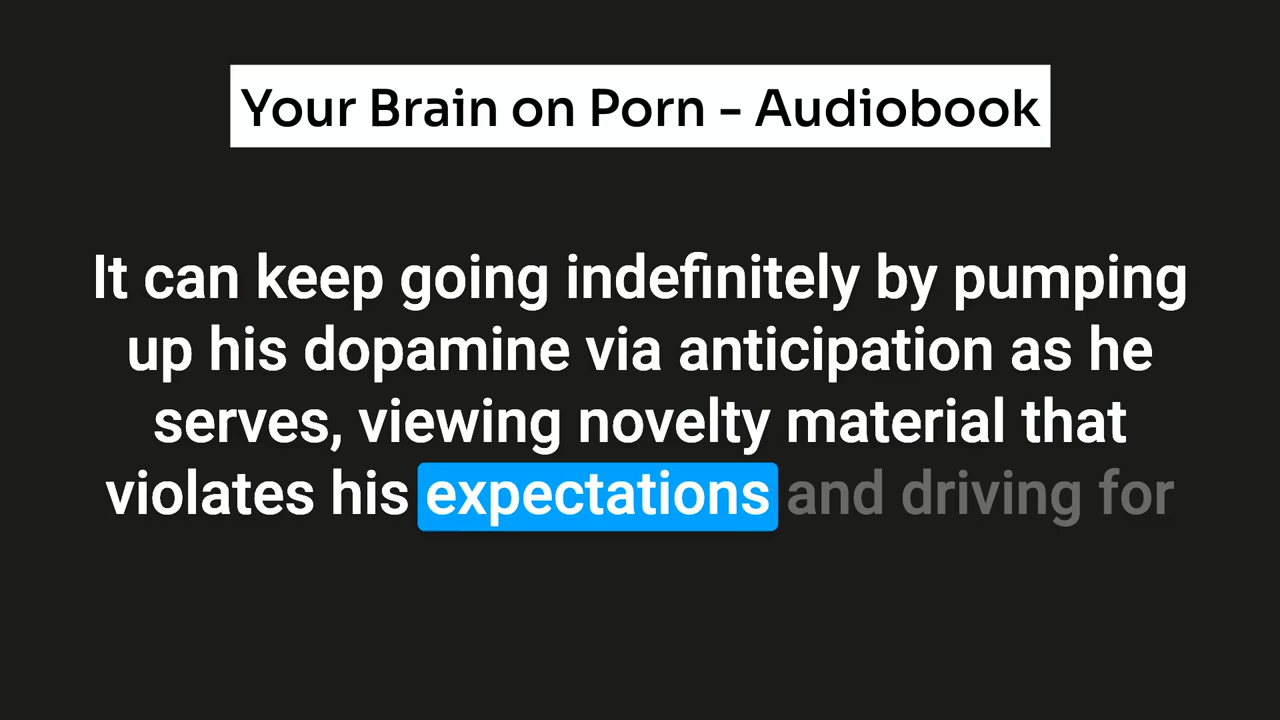 Your Brain on Porn - Audiobook
It can keep going indefinitely by pumping
up his dopamine via anticipation as he
serves, viewing novelty material that
violates his expectations and driving for